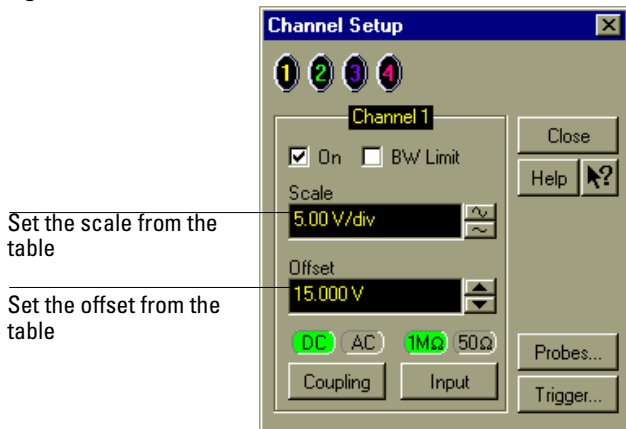 Channel Setup
1 2 3 4
Channel 1
On BW Limit
Close
Help ?
Scale
5.00 V/div
Set the scale from the
table
Offset
15.000 V
Set the offset from the
table
DC AC 1MΩ 50Ω
Coupling Input
Probes...
Trigger...